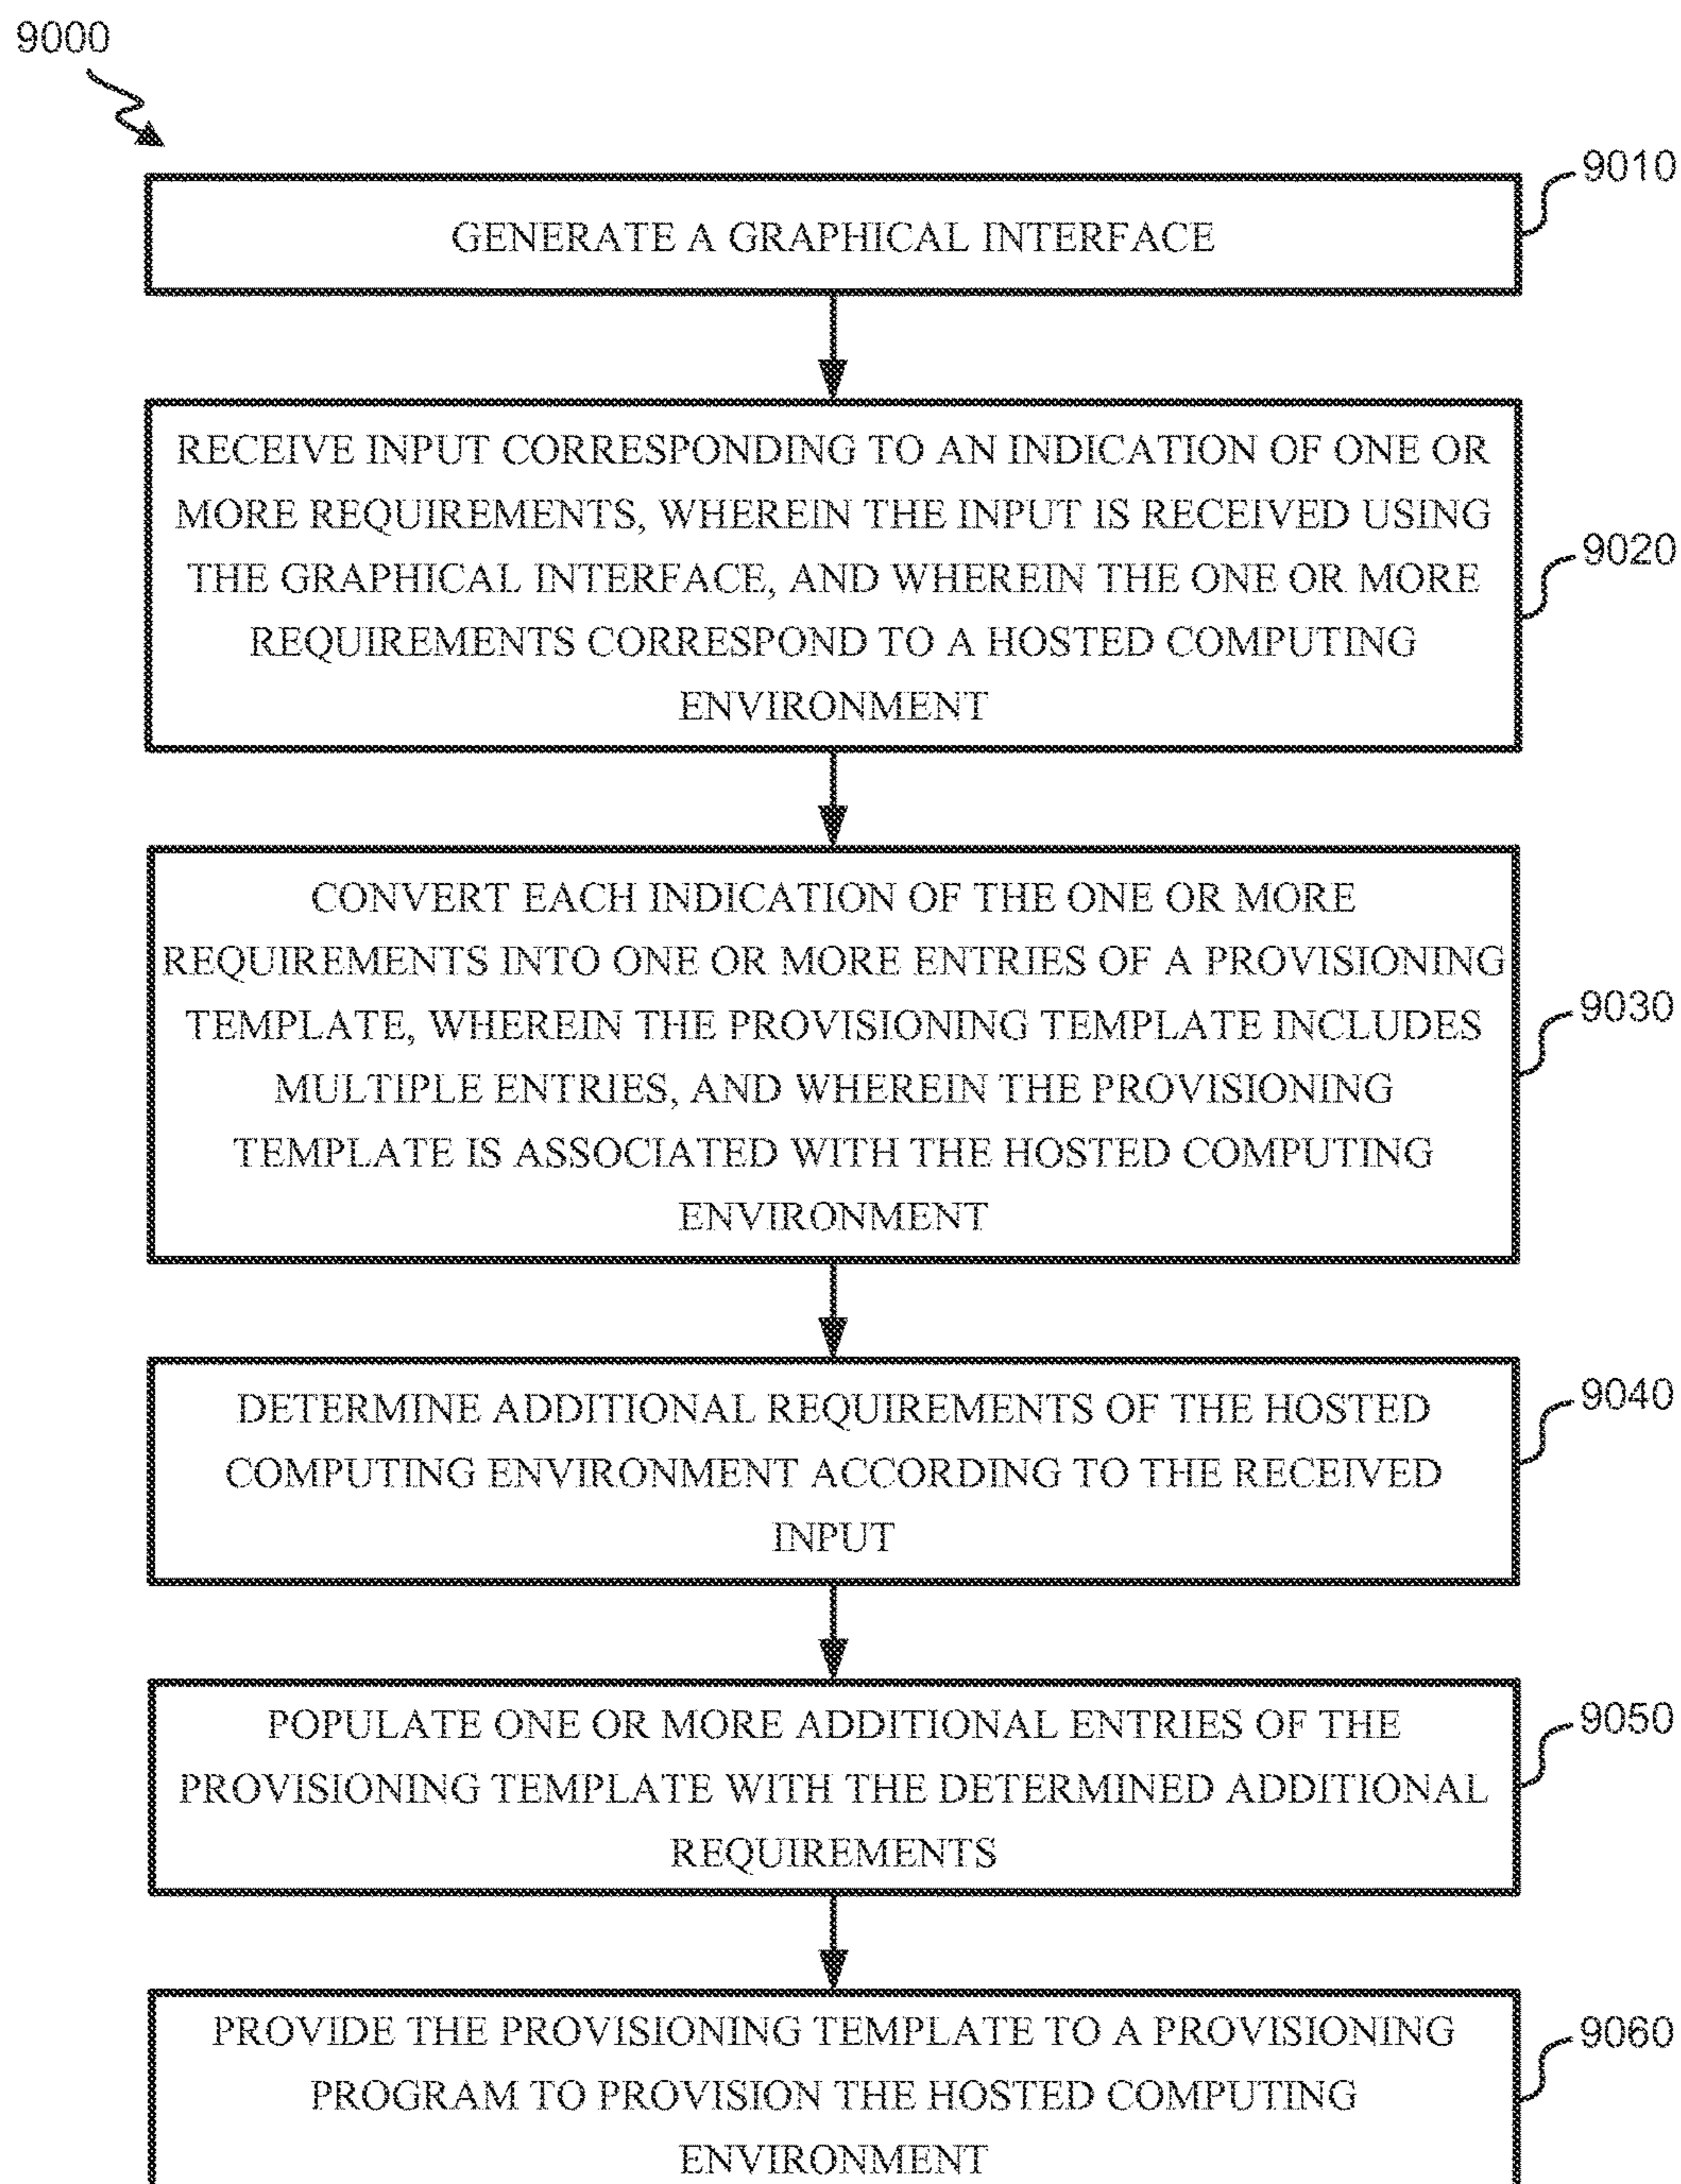 9000
9010
GENERATE A GRAPHICAL INTERFACE
RECEIVE INPUT CORRESPONDING TO AN INDICATION OF ONE OR
MORE REQUIREMENTS, WHEREIN THE INPUT IS RECEIVED USING
THE GRAPHICAL INTERFACE, AND WHEREIN THE ONE OR MORE
REQUIREMENTS CORRESPOND TO A HOSTED COMPUTING
ENVIRONMENT
9020
CONVERT EACH INDICATION OF THE ONE OR MORE
REQUIREMENTS INTO ONE OR MORE ENTRIES OF A PROVISIONING
TEMPLATE, WHEREIN THE PROVISIONING TEMPLATE INCLUDES
MULTIPLE ENTRIES, AND WHEREIN THE PROVISIONING
TEMPLATE IS ASSOCIATED WITH THE HOSTED COMPUTING
ENVIRONMENT
9030
DETERMINE ADDITIONAL REQUIREMENTS OF THE HOSTED
COMPUTING ENVIRONMENT ACCORDING TO THE RECEIVED
INPUT
9040
POPULATE ONE OR MORE ADDITIONAL ENTRIES OF THE
PROVISIONING TEMPLATE WITH THE DETERMINED ADDITIONAL
REQUIREMENTS
9050
PROVIDE THE PROVISIONING TEMPLATE TO A PROVISIONING
PROGRAM TO PROVISION THE HOSTED COMPUTING
ENVIRONMENT
9060